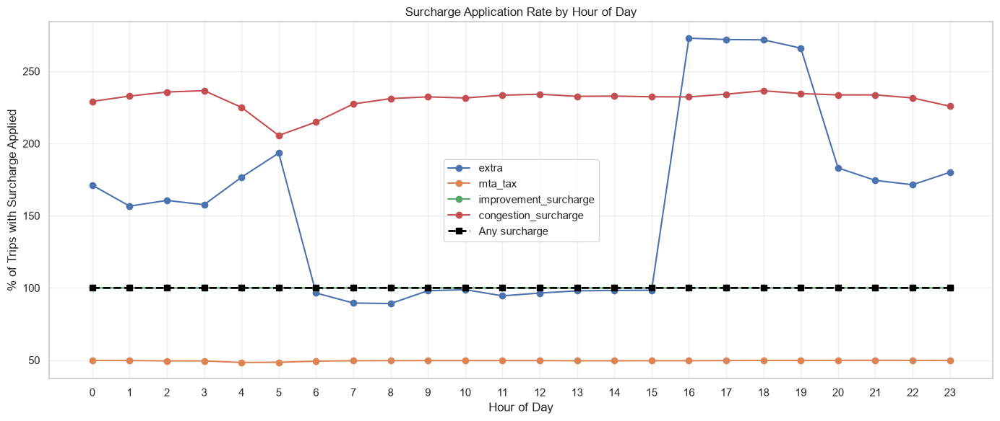 Surcharge Application Rate by Hour of Day
% of Trips with Surcharge Applied
250
200
150
100
50
extra
mta_tax
improvement_surcharge
congestion_surcharge
Any surcharge
0 1 2 3 4 5 6 7 8 9 10 11 12 13 14 15 16 17 18 19 20 21 22 23
Hour of Day